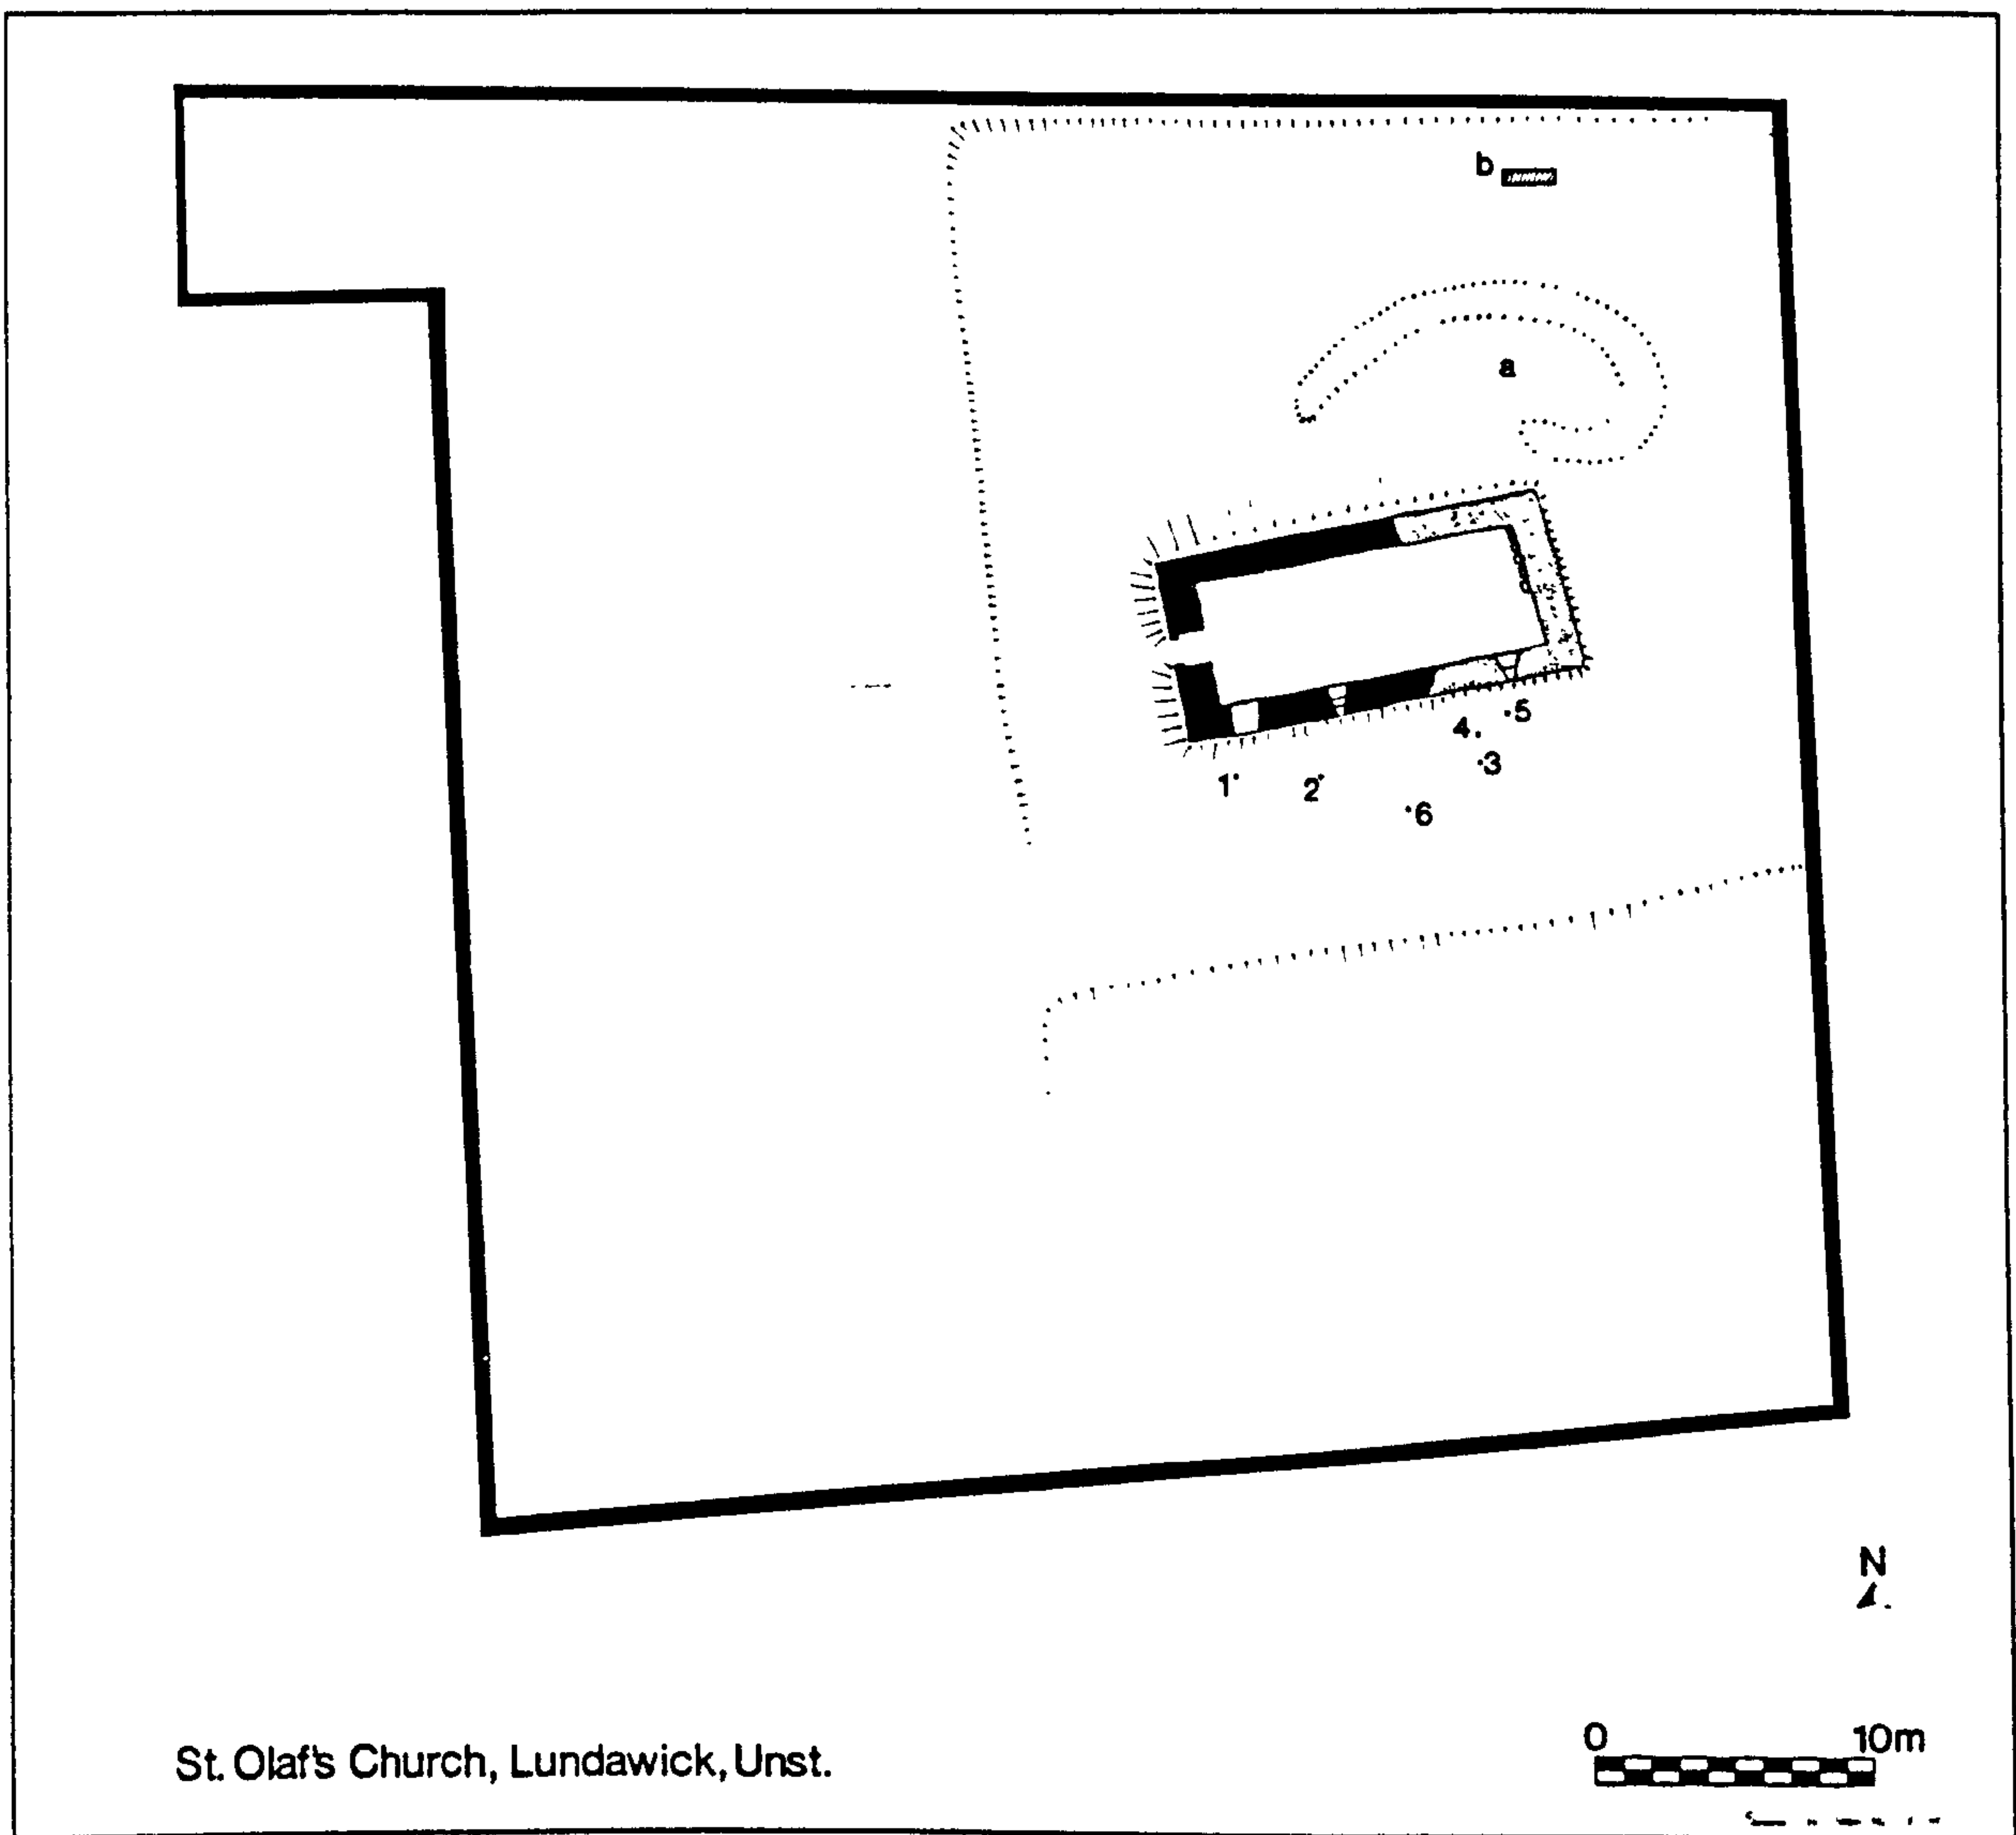 b
a
4. .5
.3
1. 2.
.6
N
St. Olaf's Church, Lundawick, Unst.
0 10m